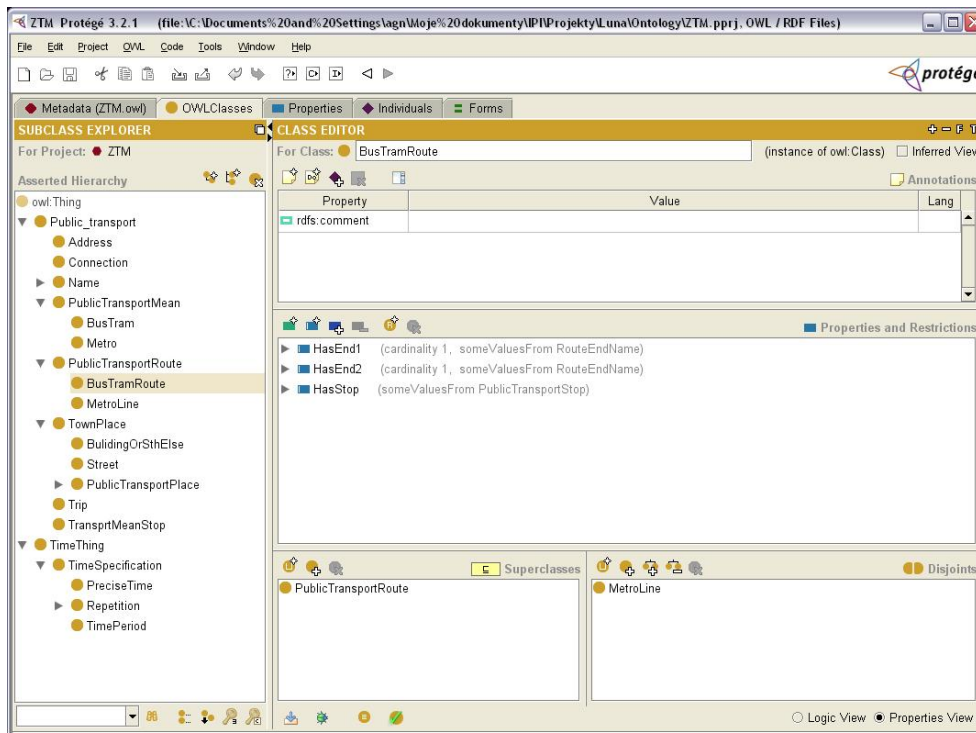 ZTM Protégé 3.2.1 (file:\C:\Documents%20and%20Settings\agn\Moje%20dokumenty\IPI\Projekty\Luna\Ontology\ZTM.pprj, OWL / RDF Files)
File Edit Project OWL Code Tools Window Help
protégé
Metadata (ZTM.owl) OWLClasses Properties Individuals Forms
SUBCLASS EXPLORER
For Project: ZTM
Asserted Hierarchy
owl:Thing
Public_transport
Address
Connection
Name
PublicTransportMean
BusTram
Metro
PublicTransportRoute
BusTramRoute
MetroLine
TownPlace
BulidingOrSthElse
Street
PublicTransportPlace
Trip
TransprtMeanStop
TimeThing
TimeSpecification
PreciseTime
Repetition
TimePeriod
CLASS EDITOR
For Class: BusTramRoute (instance of owl:Class) Inferred View
Annotations
Property Value Lang
rdfs:comment
Properties and Restrictions
HasEnd1 (cardinality 1, someValuesFrom RouteEndName)
HasEnd2 (cardinality 1, someValuesFrom RouteEndName)
HasStop (someValuesFrom PublicTransportStop)
Superclasses
PublicTransportRoute
Disjoints
MetroLine
Logic View Properties View